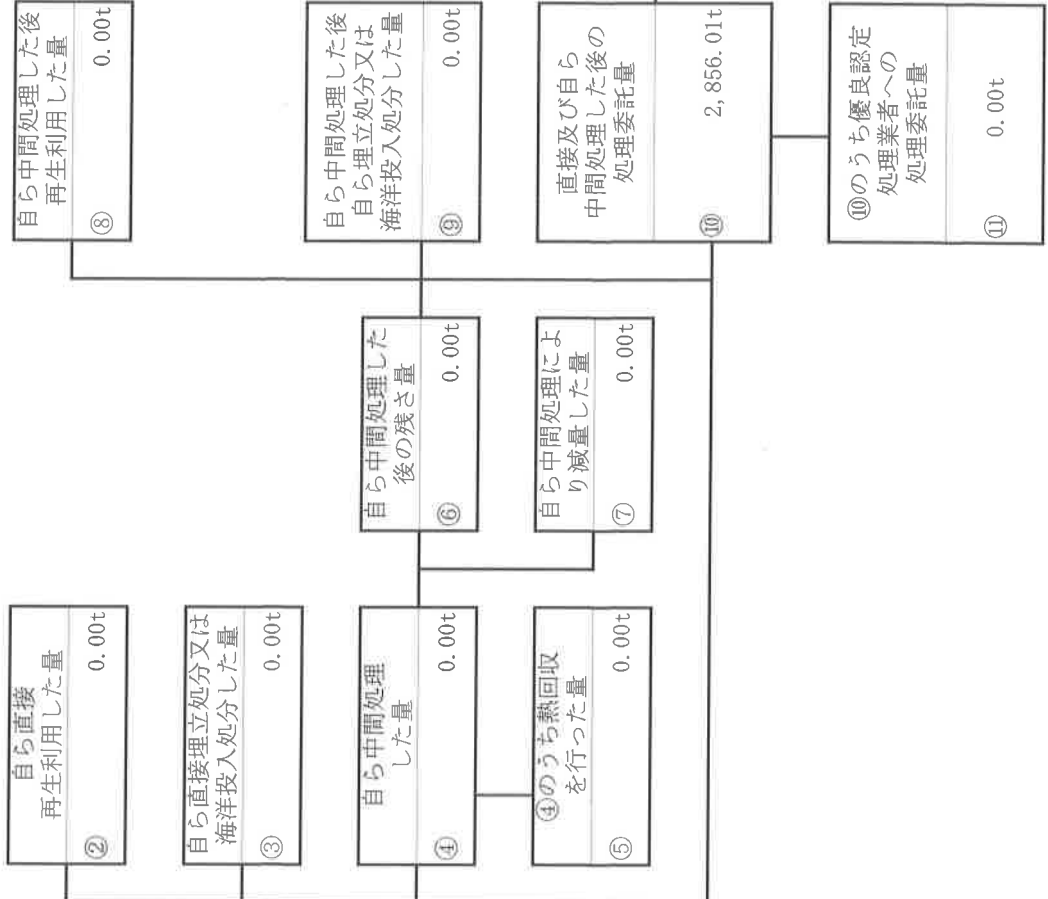 自ら直接
再生利用した量
② 0.00t
自ら直接埋立処分又は
海洋投入処分した量
③ 0.00t
自ら中間処理
した量
④ 0.00t
④のうち熱回収
を行った量
⑤ 0.00t
自ら中間処理した
後の残さ量
⑥ 0.00t
自ら中間処理によ
り減量した量
⑦ 0.00t
自ら中間処理した後
再生利用した量
⑧ 0.00t
自ら中間処理した後
自ら埋立処分又は
海洋投入処分した量
⑨ 0.00t
直接及び自ら
中間処理した後の
処理委託量
⑩ 2,856.01t
⑩のうち優良認定
処理業者への
処理委託量
⑪ 0.00t